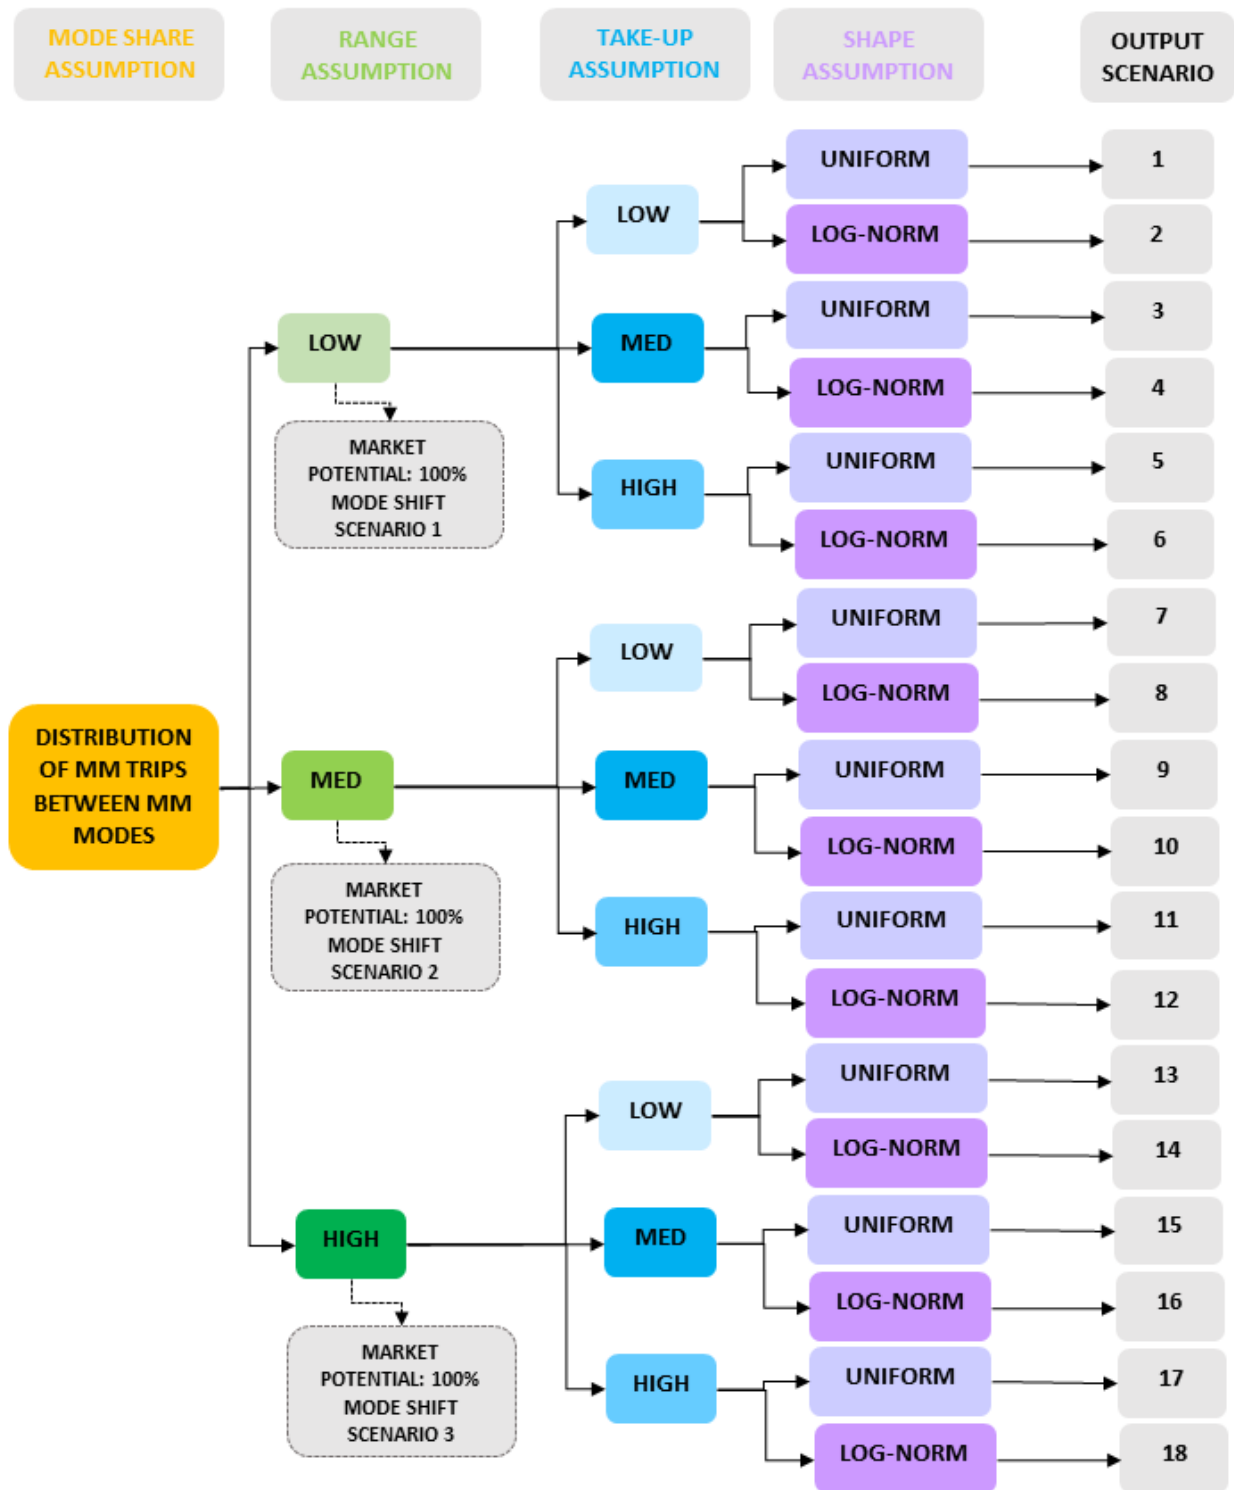 MODE SHARE
ASSUMPTION
RANGE
ASSUMPTION
TAKE-UP
ASSUMPTION
SHAPE
ASSUMPTION
OUTPUT
SCENARIO
DISTRIBUTION
OF MM TRIPS
BETWEEN MM
MODES
LOW
MARKET
POTENTIAL: 100%
MODE SHIFT
SCENARIO 1
LOW
UNIFORM
1
LOG-NORM
2
MED
UNIFORM
3
LOG-NORM
4
HIGH
UNIFORM
5
LOG-NORM
6
MED
MARKET
POTENTIAL: 100%
MODE SHIFT
SCENARIO 2
LOW
UNIFORM
7
LOG-NORM
8
MED
UNIFORM
9
LOG-NORM
10
HIGH
UNIFORM
11
LOG-NORM
12
HIGH
MARKET
POTENTIAL: 100%
MODE SHIFT
SCENARIO 3
LOW
UNIFORM
13
LOG-NORM
14
MED
UNIFORM
15
LOG-NORM
16
HIGH
UNIFORM
17
LOG-NORM
18